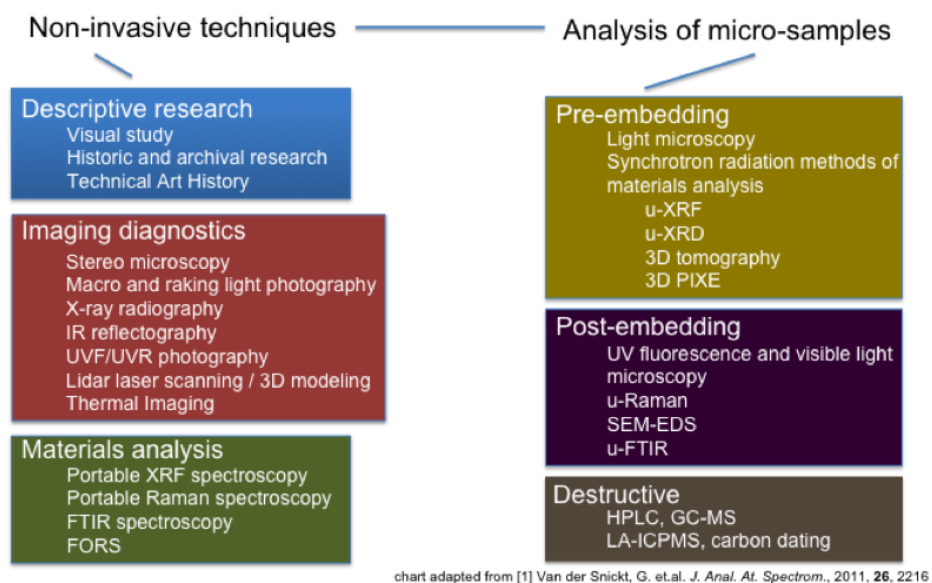 Non-invasive techniques
Analysis of micro-samples
Descriptive research
Visual study
Historic and archival research
Technical Art History
Imaging diagnostics
Stereo microscopy
Macro and raking light photography
X-ray radiography
IR reflectography
UVF/UVR photography
Lidar laser scanning / 3D modeling
Thermal Imaging
Materials analysis
Portable XRF spectroscopy
Portable Raman spectroscopy
FTIR spectroscopy
FORS
Pre-embedding
Light microscopy
Synchrotron radiation methods of
materials analysis
u-XRF
u-XRD
3D tomography
3D PIXE
Post-embedding
UV fluorescence and visible light
microscopy
u-Raman
SEM-EDS
u-FTIR
Destructive
HPLC, GC-MS
LA-ICPMS, carbon dating
chart adapted from [1] Van der Snickt, G. et.al. J. Anal. At. Spectrom., 2011, 26, 2216